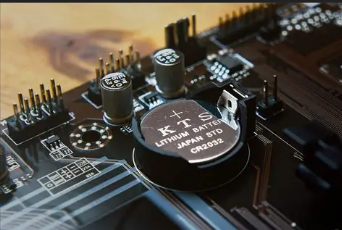 +
KTS
LITHIUM BATTERY
JAPAN STD
CR2032